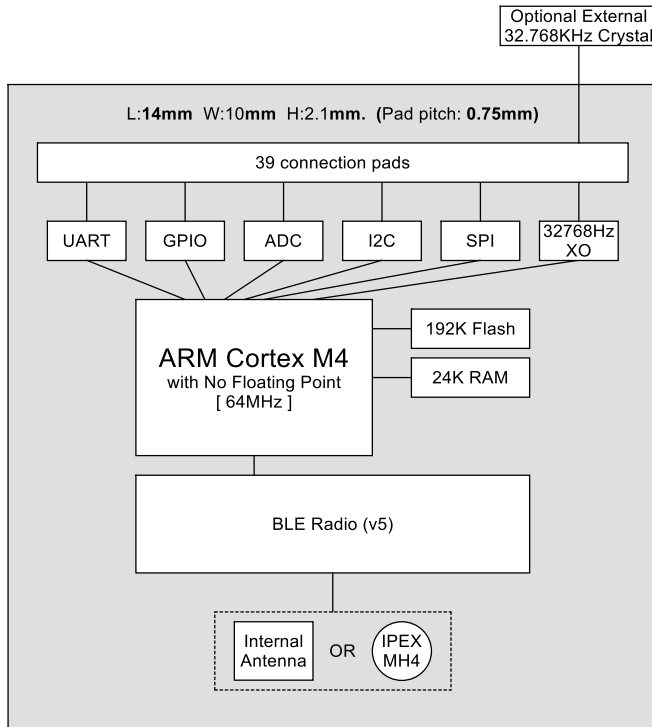 Optional External
32.768KHz Crystal
L:14mm W:10mm H:2.1mm. (Pad pitch: 0.75mm)
39 connection pads
UART
GPIO
ADC
I2C
SPI
32768Hz
XO
ARM Cortex M4
with No Floating Point
[ 64MHz ]
192K Flash
24K RAM
BLE Radio (v5)
Internal
Antenna
OR
IPEX
MH4